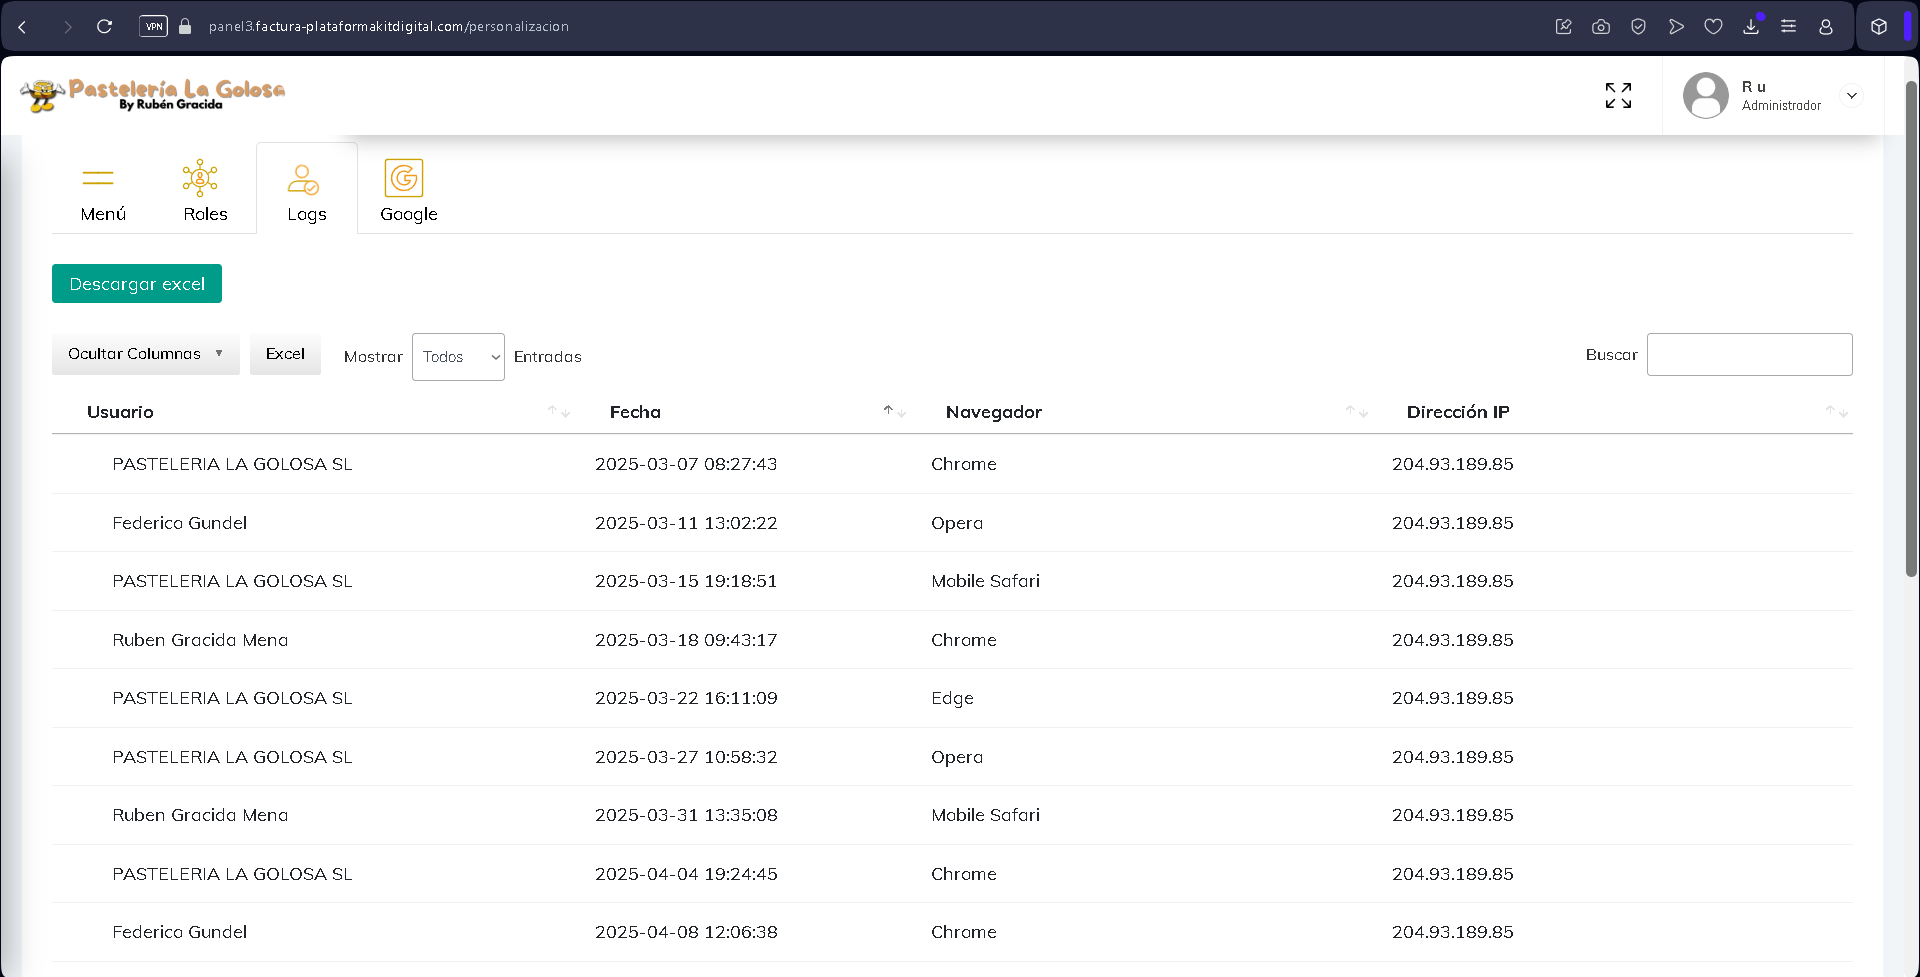 VPN panel3.factura-plataformakitdigital.com/personalizacion
Pastelería La Golosa
By Rubén Gracida
R u
Administrador
Menú Roles Logs Google
Descargar excel
Ocultar Columnas ▼ Excel Mostrar Todos Entradas Buscar
Usuario Fecha Navegador Dirección IP
PASTELERIA LA GOLOSA SL 2025-03-07 08:27:43 Chrome 204.93.189.85
Federico Gundel 2025-03-11 13:02:22 Opera 204.93.189.85
PASTELERIA LA GOLOSA SL 2025-03-15 19:18:51 Mobile Safari 204.93.189.85
Ruben Gracida Mena 2025-03-18 09:43:17 Chrome 204.93.189.85
PASTELERIA LA GOLOSA SL 2025-03-22 16:11:09 Edge 204.93.189.85
PASTELERIA LA GOLOSA SL 2025-03-27 10:58:32 Opera 204.93.189.85
Ruben Gracida Mena 2025-03-31 13:35:08 Mobile Safari 204.93.189.85
PASTELERIA LA GOLOSA SL 2025-04-04 19:24:45 Chrome 204.93.189.85
Federico Gundel 2025-04-08 12:06:38 Chrome 204.93.189.85